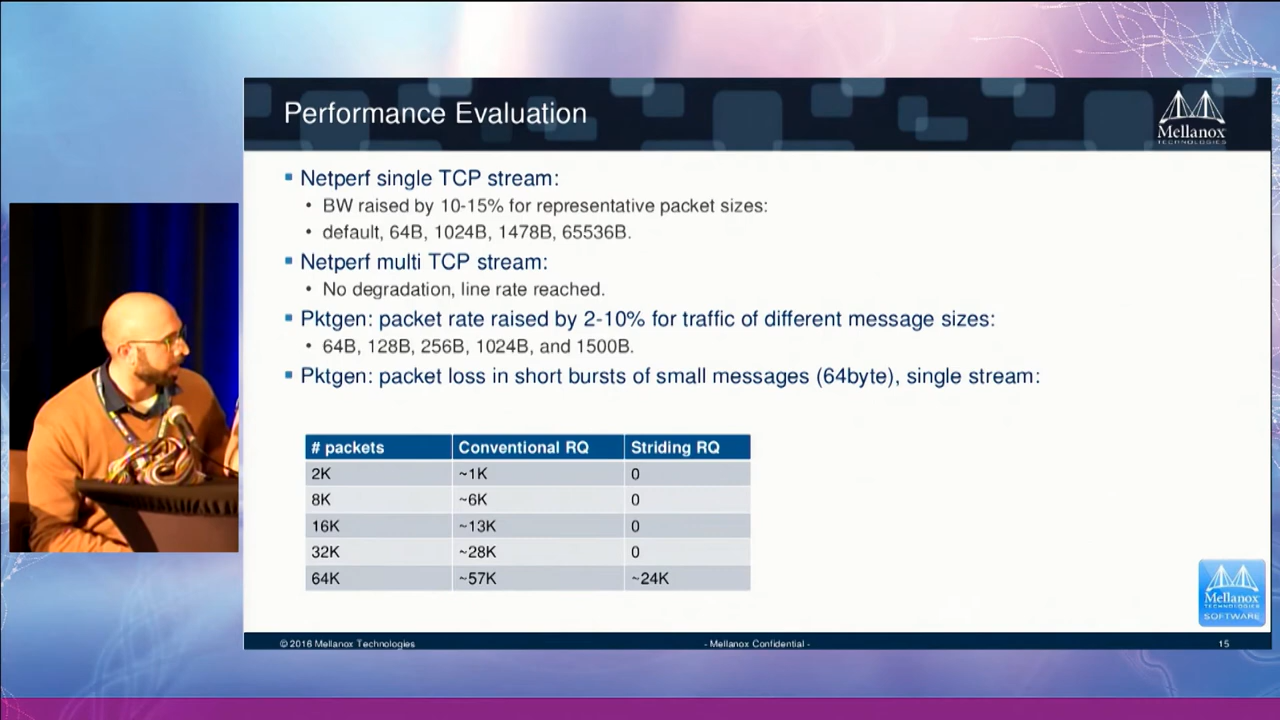 Performance Evaluation
Mellanox
TECHNOLOGIES
Netperf single TCP stream:
BW raised by 10-15% for representative packet sizes:
default, 64B, 1024B, 1478B, 65536B.
Netperf multi TCP stream:
No degradation, line rate reached.
Pktgen: packet rate raised by 2-10% for traffic of different message sizes:
64B, 128B, 256B, 1024B, and 1500B.
Pktgen: packet loss in short bursts of small messages (64byte), single stream:
# packets Conventional RQ Striding RQ
2K ~1K 0
8K ~6K 0
16K ~13K 0
32K ~28K 0
64K ~57K ~24K
Mellanox
TECHNOLOGIES
SOFTWARE
© 2016 Mellanox Technologies - Mellanox Confidential - 15